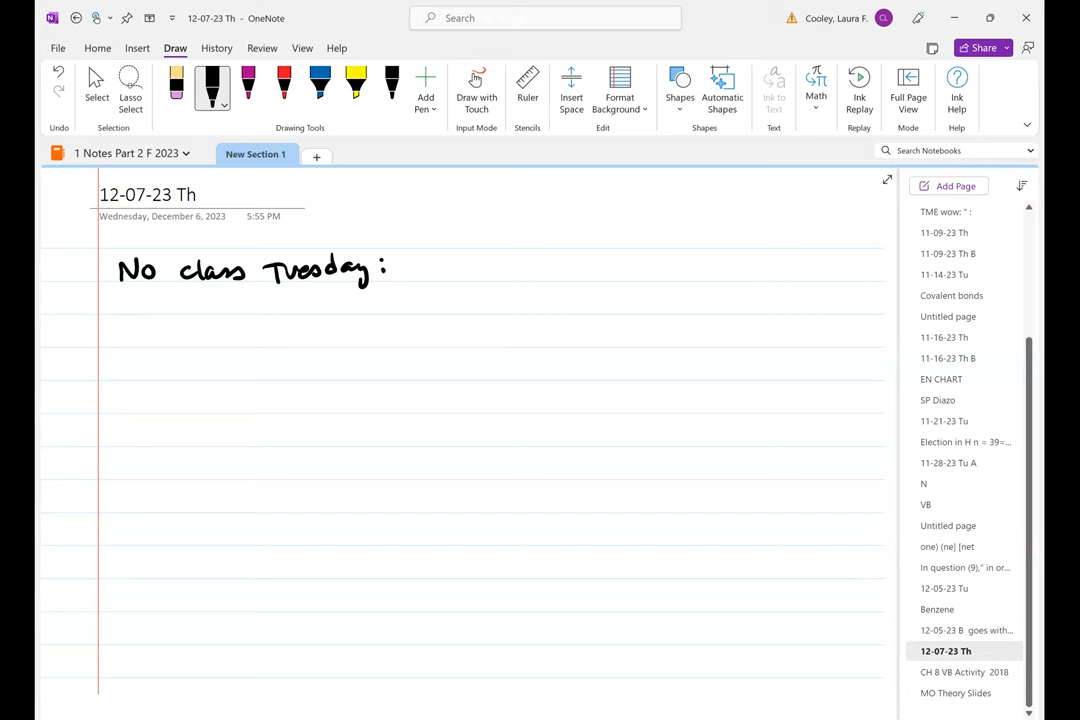 12-07-23 Th - OneNote
Search
Cooley, Laura F.
CL
File Home Insert Draw History Review View Help
Share
Undo
Select
Lasso Select
Selection
Drawing Tools
Add Pen
Draw with Touch
Input Mode
Ruler
Stencils
Insert Space
Format Background
Edit
Shapes
Automatic Shapes
Shapes
Ink to Text
Text
Math
Ink Replay
Replay
Full Page View
Mode
Ink Help
Help
1 Notes Part 2 F 2023
New Section 1
+
Search Notebooks
12-07-23 Th
Wednesday, December 6, 2023 5:55 PM
No class Tuesday:
Add Page
TME wow: " :
11-09-23 Th
11-09-23 Th B
11-14-23 Tu
Covalent bonds
Untitled page
11-16-23 Th
11-16-23 Th B
EN CHART
SP Diazo
11-21-23 Tu
Election in H n = 39=...
11-28-23 Tu A
N
VB
Untitled page
one) (ne] [net
In question (9)," in or...
12-05-23 Tu
Benzene
12-05-23 B goes with...
12-07-23 Th
CH 8 VB Activity 2018
MO Theory Slides